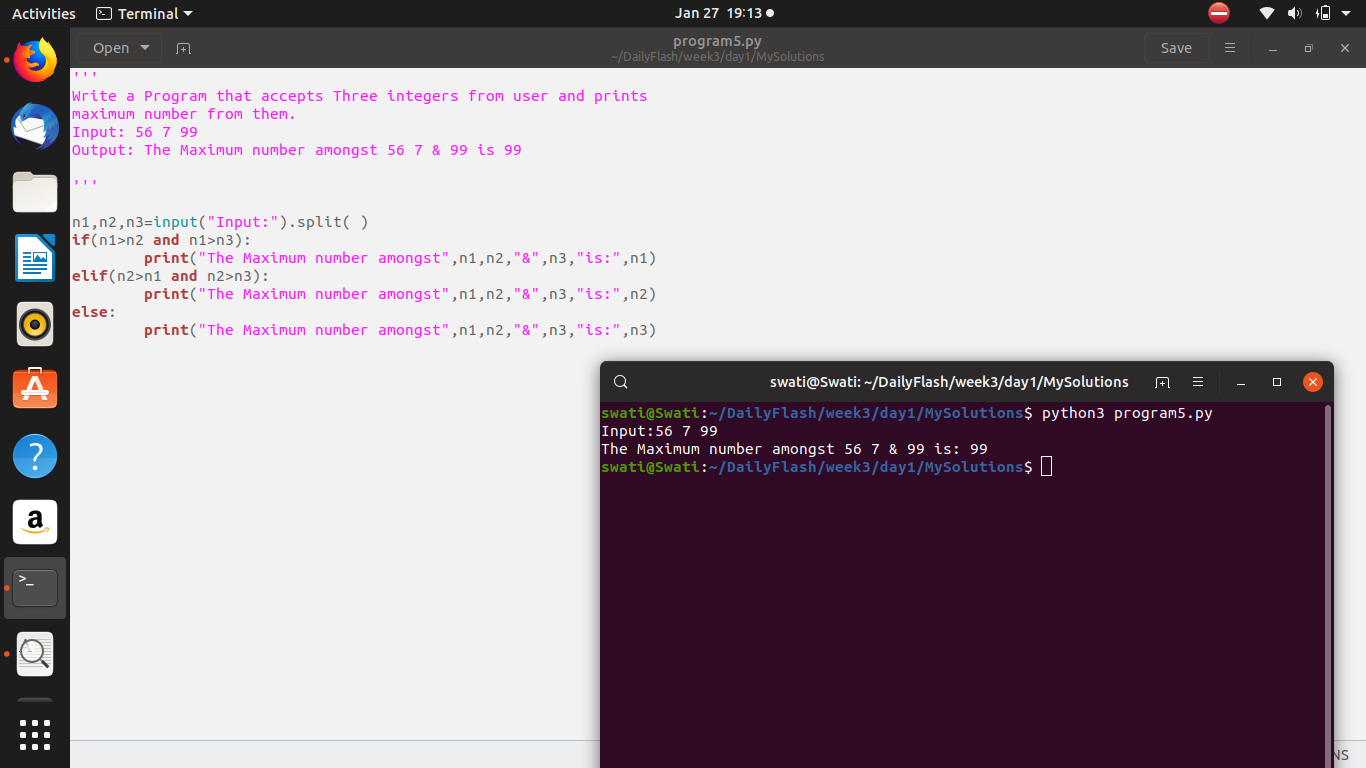 Activities
Terminal
Jan 27 19:13
Open
program5.py
~/DailyFlash/week3/day1/MySolutions
Save
'''
Write a Program that accepts Three integers from user and prints
maximum number from them.
Input: 56 7 99
Output: The Maximum number amongst 56 7 & 99 is 99
'''
n1,n2,n3=input("Input:").split( )
if(n1>n2 and n1>n3):
        print("The Maximum number amongst",n1,n2,"&",n3,"is:",n1)
elif(n2>n1 and n2>n3):
        print("The Maximum number amongst",n1,n2,"&",n3,"is:",n2)
else:
        print("The Maximum number amongst",n1,n2,"&",n3,"is:",n3)
swati@Swati: ~/DailyFlash/week3/day1/MySolutions
swati@Swati:~/DailyFlash/week3/day1/MySolutions$ python3 program5.py
Input:56 7 99
The Maximum number amongst 56 7 & 99 is: 99
swati@Swati:~/DailyFlash/week3/day1/MySolutions$